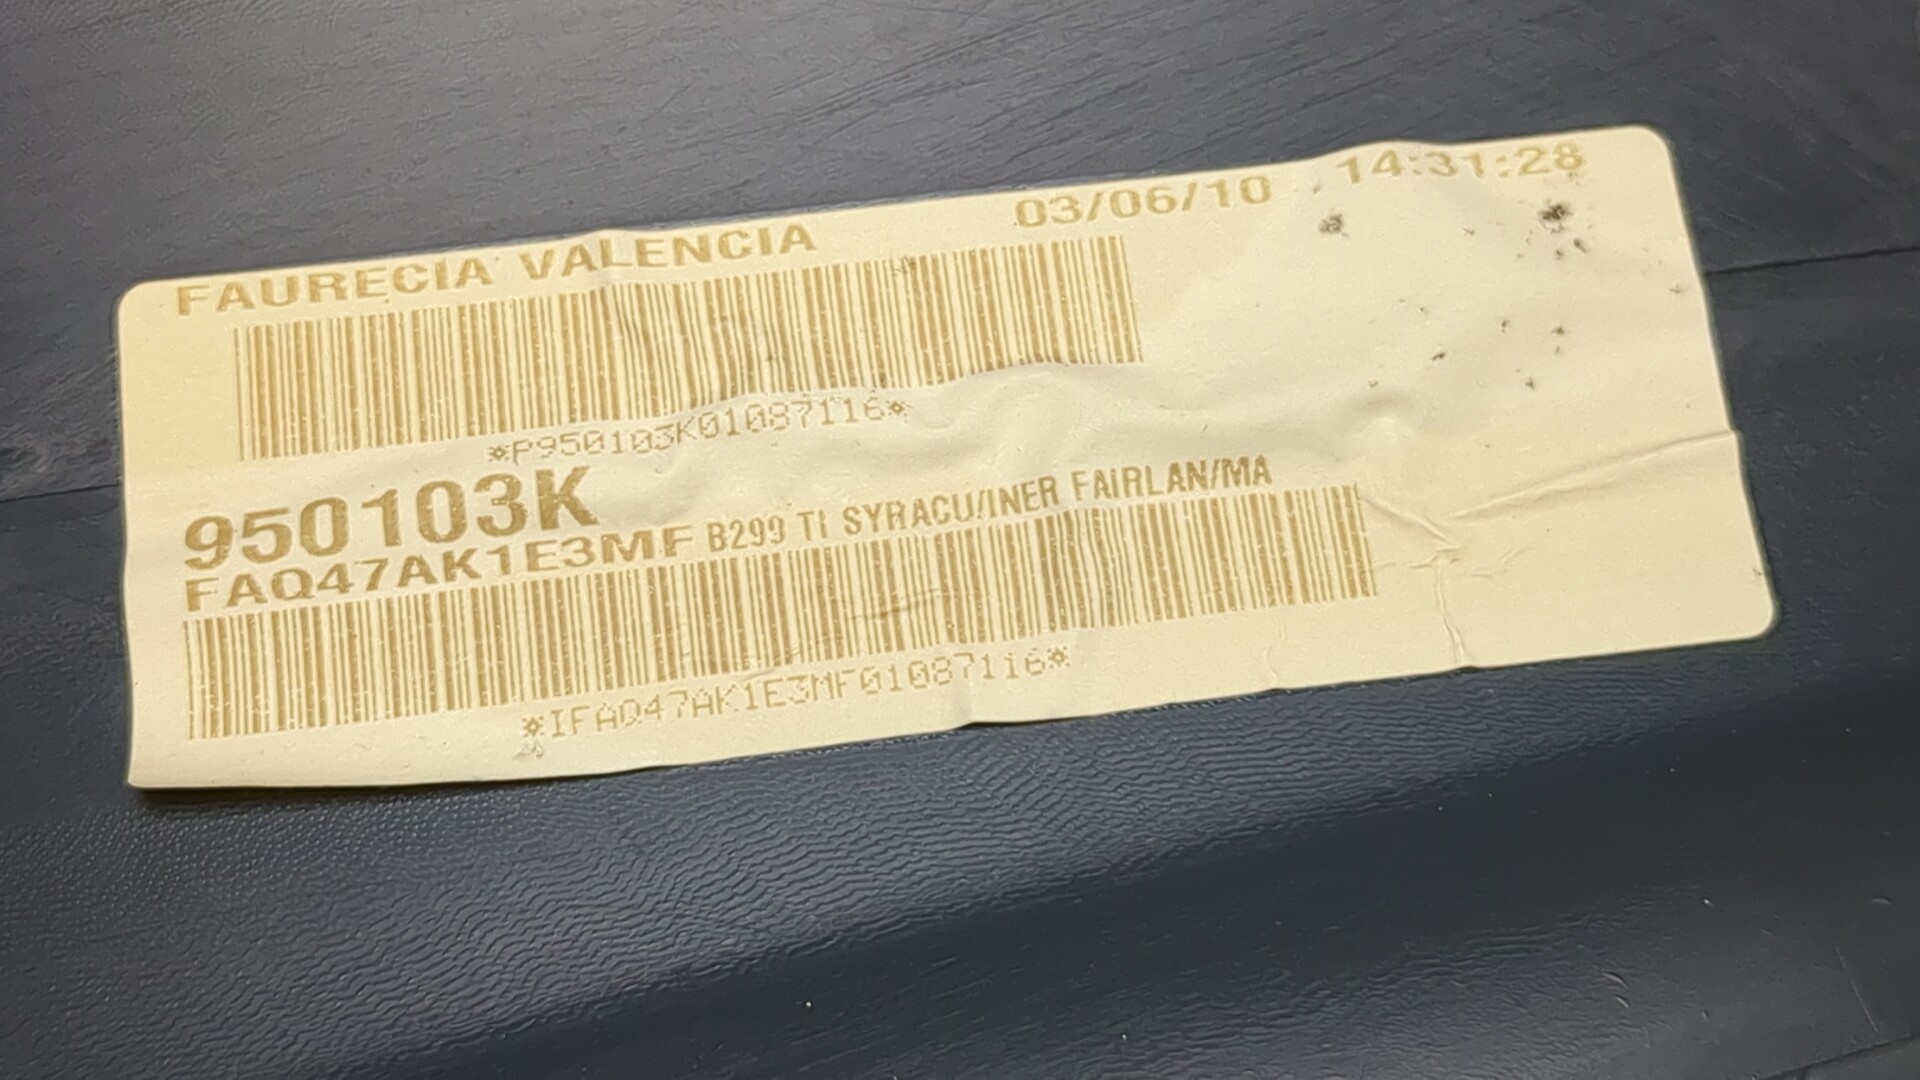 FAURECIA VALENCIA 03/06/10 14:31:28
*P950103K01087116*
950103K
FAQ47AK1E3MF B299 TI SYRACU/INER FAIRLAN/MA
*IFAQ47AK1E3MF01087116*